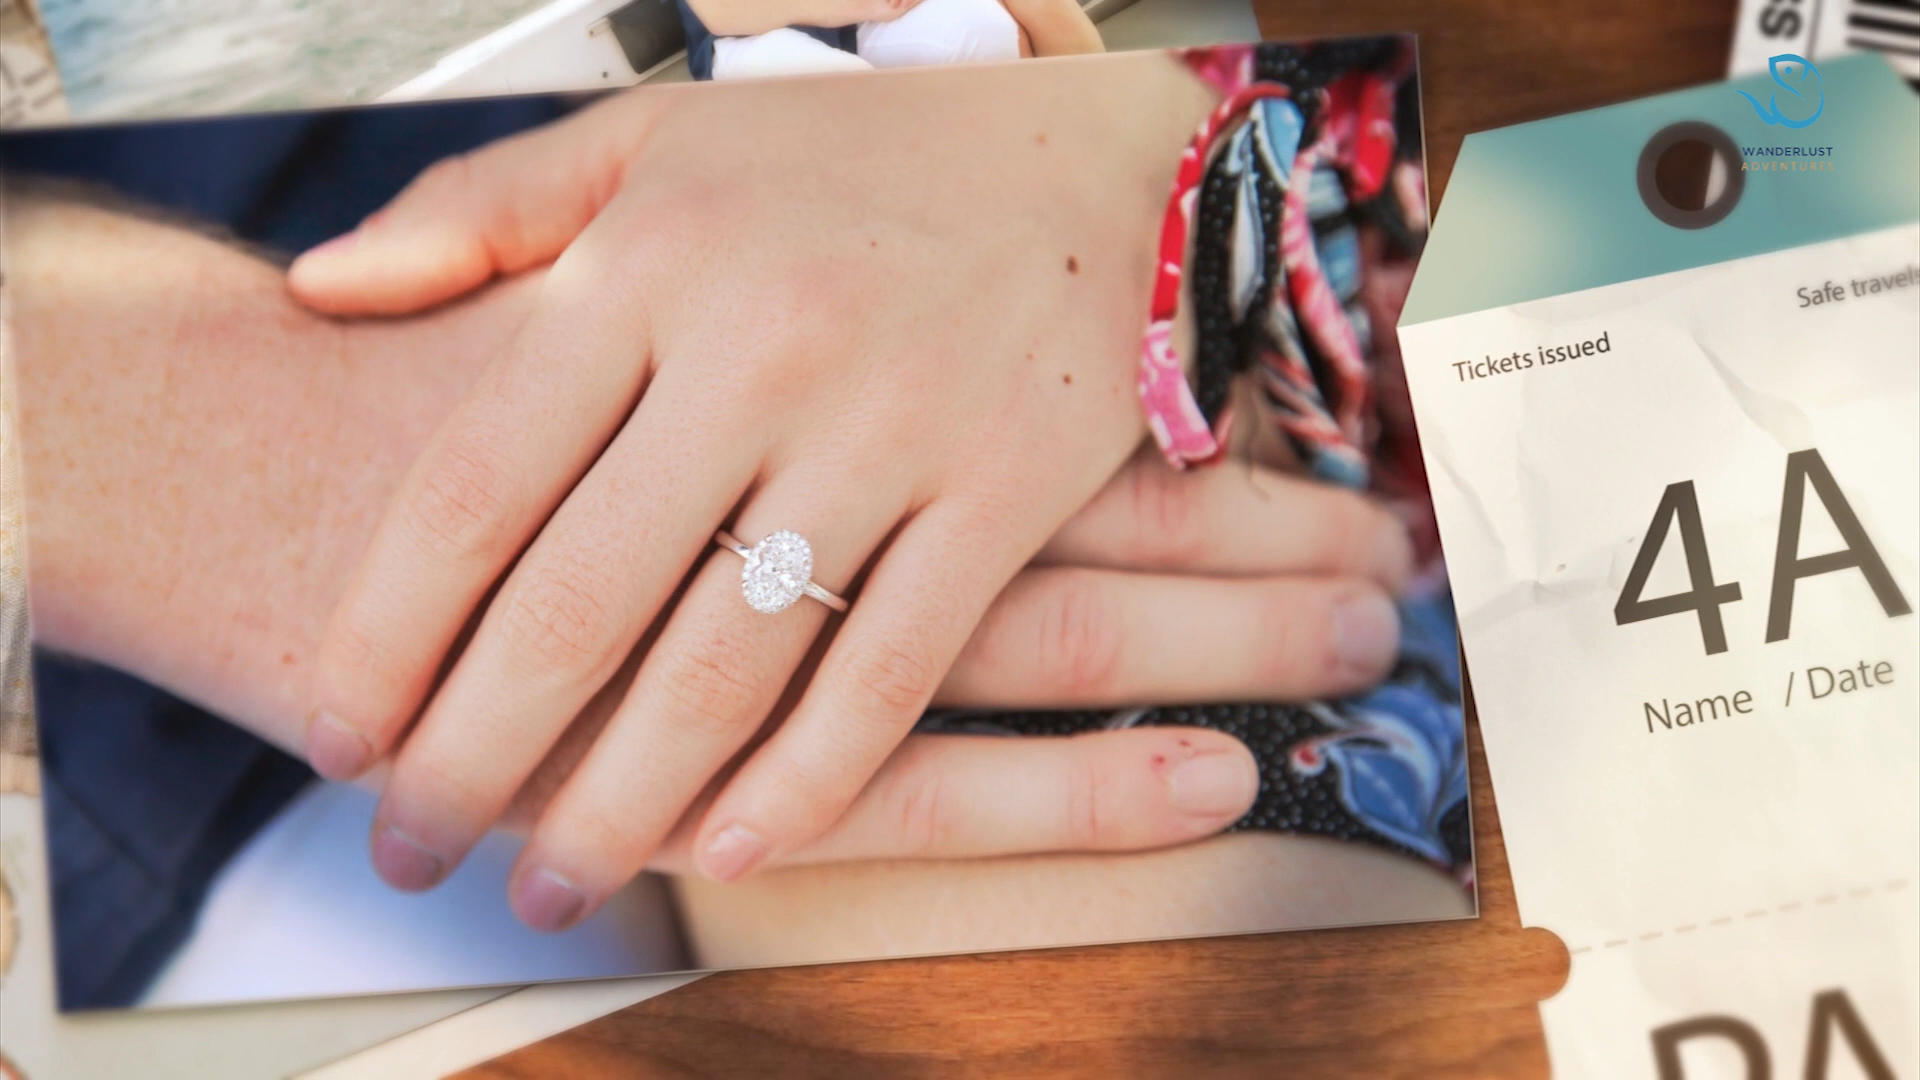 WANDERLUST
ADVENTURES
Safe travels
Tickets issued
4A
Name / Date